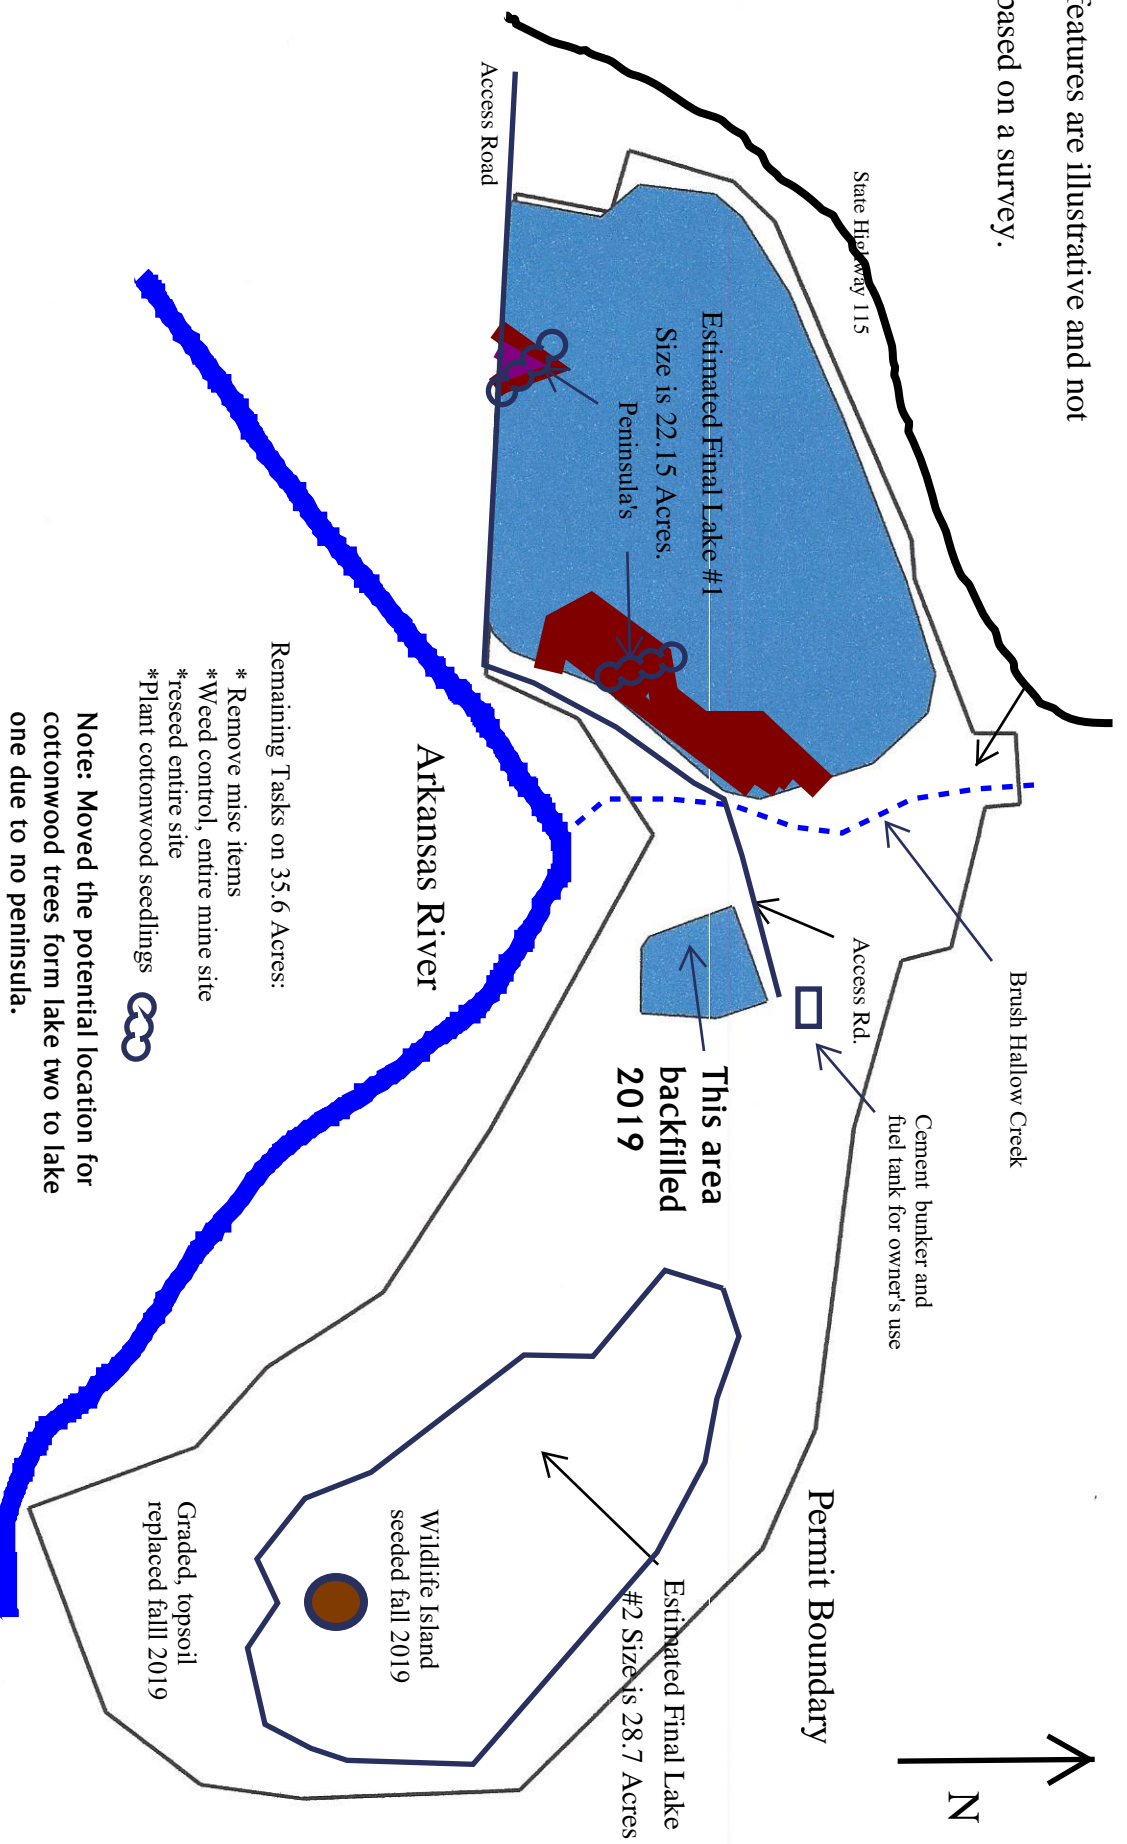 features are illustrative and not
based on a survey.
State Highway 115
Access Road
Estimated Final Lake #1
Size is 22.15 Acres.
Peninsula's
Brush Hallow Creek
Access Rd.
Cement bunker and
fuel tank for owner's use
This area
backfilled
2019
Permit Boundary
N
Estimated Final Lake
#2 Size is 28.7 Acres
Wildlife Island
seeded fall 2019
Graded, topsoil
replaced falll 2019
Arkansas River
Remaining Tasks on 35.6 Acres:
* Remove misc items
*Weed control, entire mine site
*reseed entire site
*Plant cottonwood seedlings
Note: Moved the potential location for
cottonwood trees form lake two to lake
one due to no peninsula.